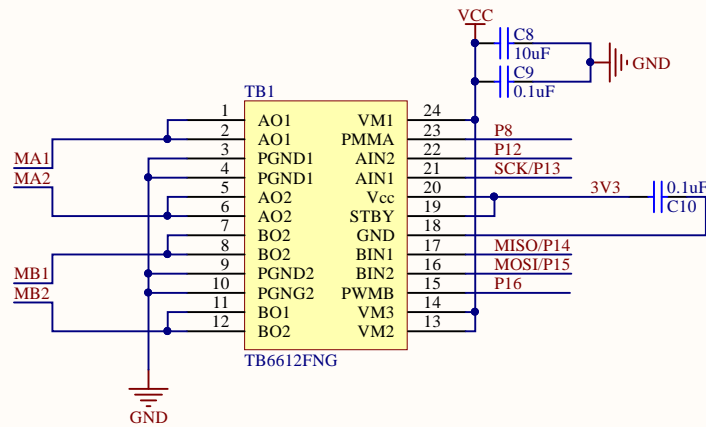 VCC
C8
10uF
C9
0.1uF
GND
TB1
1 AO1 VM1 24
2 AO1 PMMA 23 P8
3 PGND1 AIN2 22 P12
4 PGND1 AIN1 21 SCK/P13
5 AO2 Vcc 20 3V3 0.1uF
6 AO2 STBY 19 C10
7 BO2 GND 18
8 BO2 BIN1 17 MISO/P14
9 PGND2 BIN2 16 MOSI/P15
10 PGNG2 PWMB 15 P16
11 BO1 VM3 14
12 BO2 VM2 13
MA1
MA2
MB1
MB2
TB6612FNG
GND